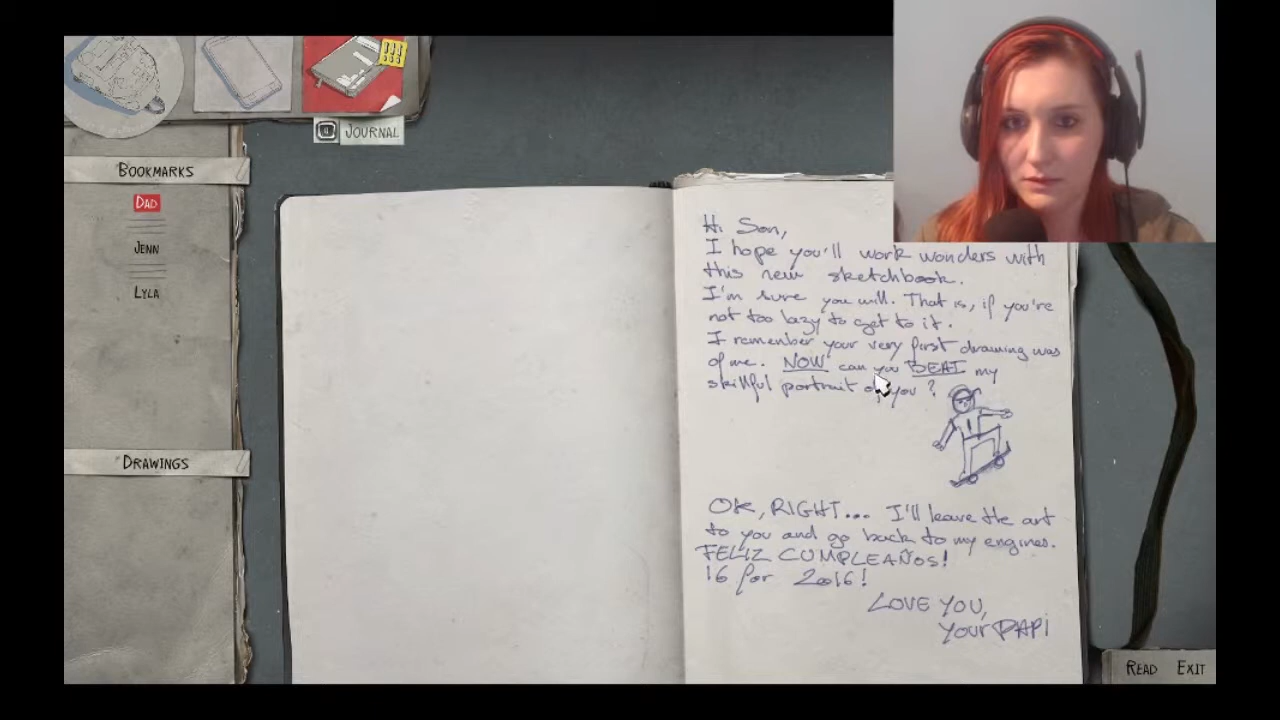 JOURNAL
BOOKMARKS
DAD
JENN
LYLA
DRAWINGS
Hi Son,
I hope you'll work wonders with
this new sketchbook.
I'm sure you will. That is, if you're
not too lazy to get to it.
I remember your very first drawing was
of me. NOW can you BEAT my
skillful portrait of you?
OK, RIGHT... I'll leave the art
to you and go back to my engines.
FELIZ CUMPLEAÑOS!
16 for 2016!
LOVE YOU,
Your PAPI
READ EXIT